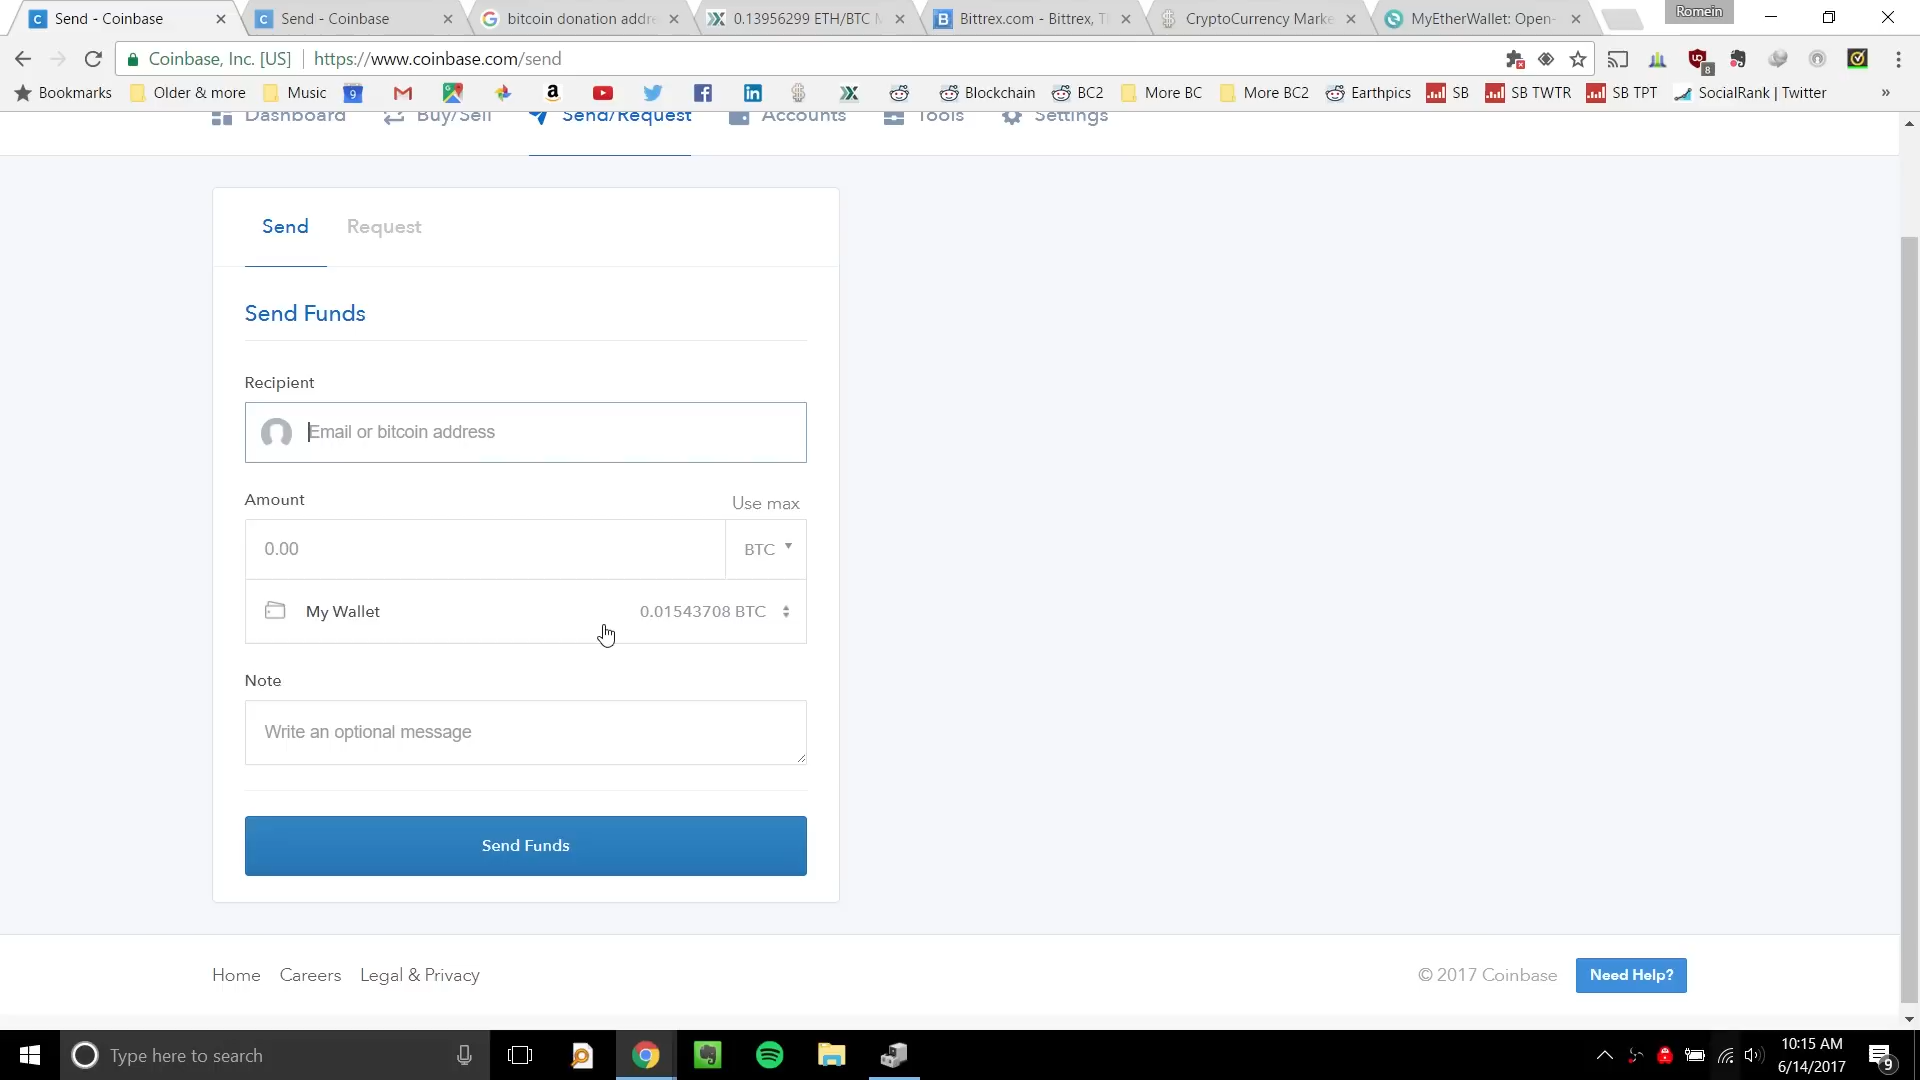 Send - Coinbase
Send - Coinbase
bitcoin donation addre
0.13956299 ETH/BTC M
Bittrex.com - Bittrex, T
CryptoCurrency Marke
MyEtherWallet: Open-
Romein
Coinbase, Inc. [US] https://www.coinbase.com/send
8
Bookmarks Older & more Music 9 Blockchain BC2 More BC More BC2 Earthpics SB SB TWTR SB TPT SocialRank | Twitter »
Dashboard Buy/Sell Send/Request Accounts Tools Settings
Send Request
Send Funds
Recipient
Email or bitcoin address
Amount Use max
0.00 BTC
My Wallet 0.01543708 BTC
Note
Write an optional message
Send Funds
Home Careers Legal & Privacy © 2017 Coinbase Need Help?
Type here to search
10:15 AM
6/14/2017
9